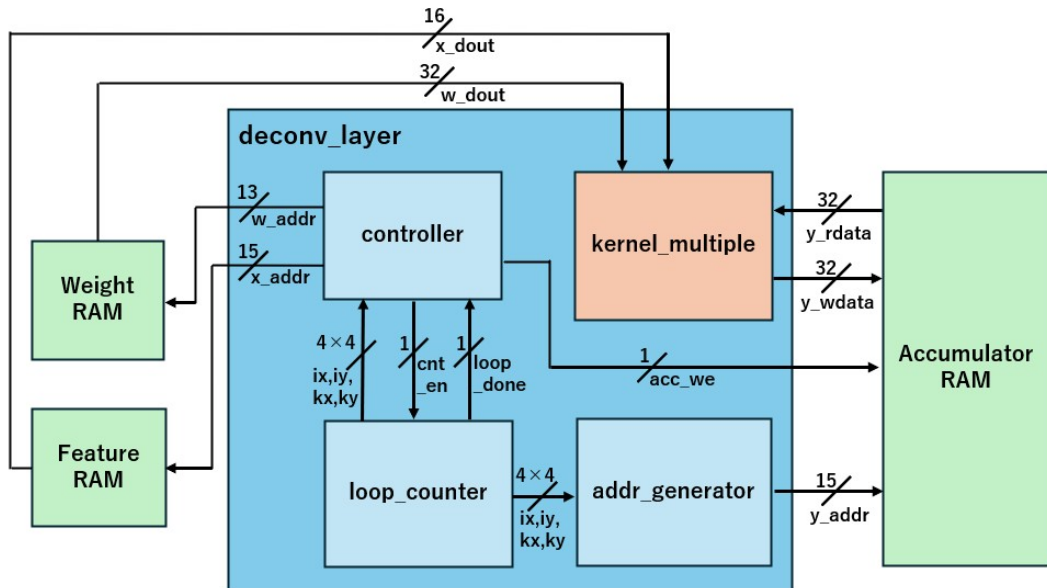 16
x_dout
32
w_dout
deconv_layer
13
w_addr
15
x_addr
controller
kernel_multiple
32
y_rdata
32
y_wdata
Weight
RAM
4×4
ix,iy,
kx,ky
1
cnt
_en
1
loop
_done
1
acc_we
Accumulator
RAM
Feature
RAM
loop_counter
4×4
ix,iy,
kx,ky
addr_generator
15
y_addr